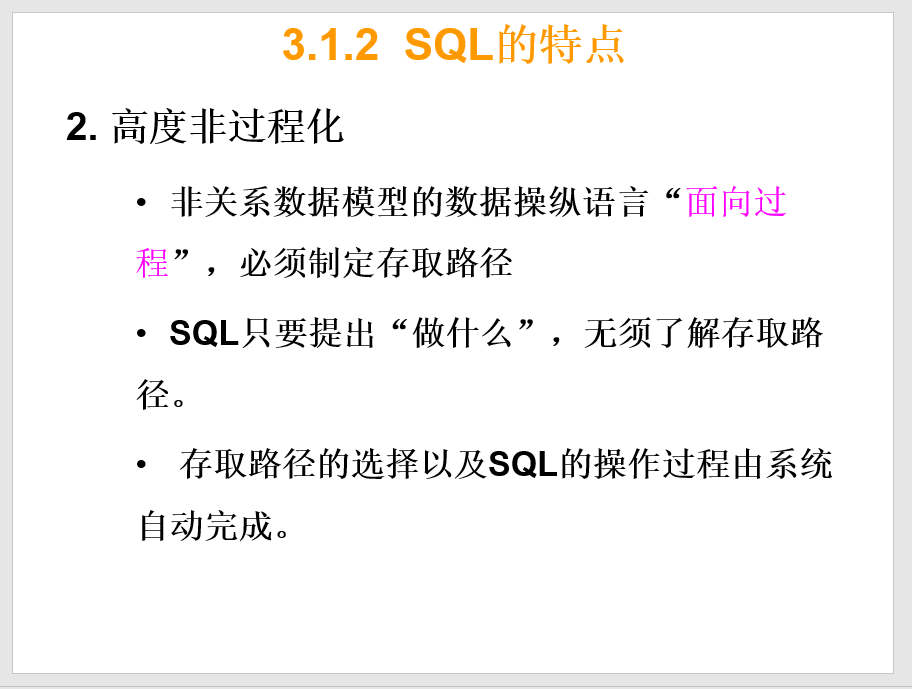 3.1.2 SQL的特点
2. 高度非过程化
• 非关系数据模型的数据操纵语言“面向过
程”，必须制定存取路径
• SQL只要提出“做什么”，无须了解存取路
径。
• 存取路径的选择以及SQL的操作过程由系统
自动完成。